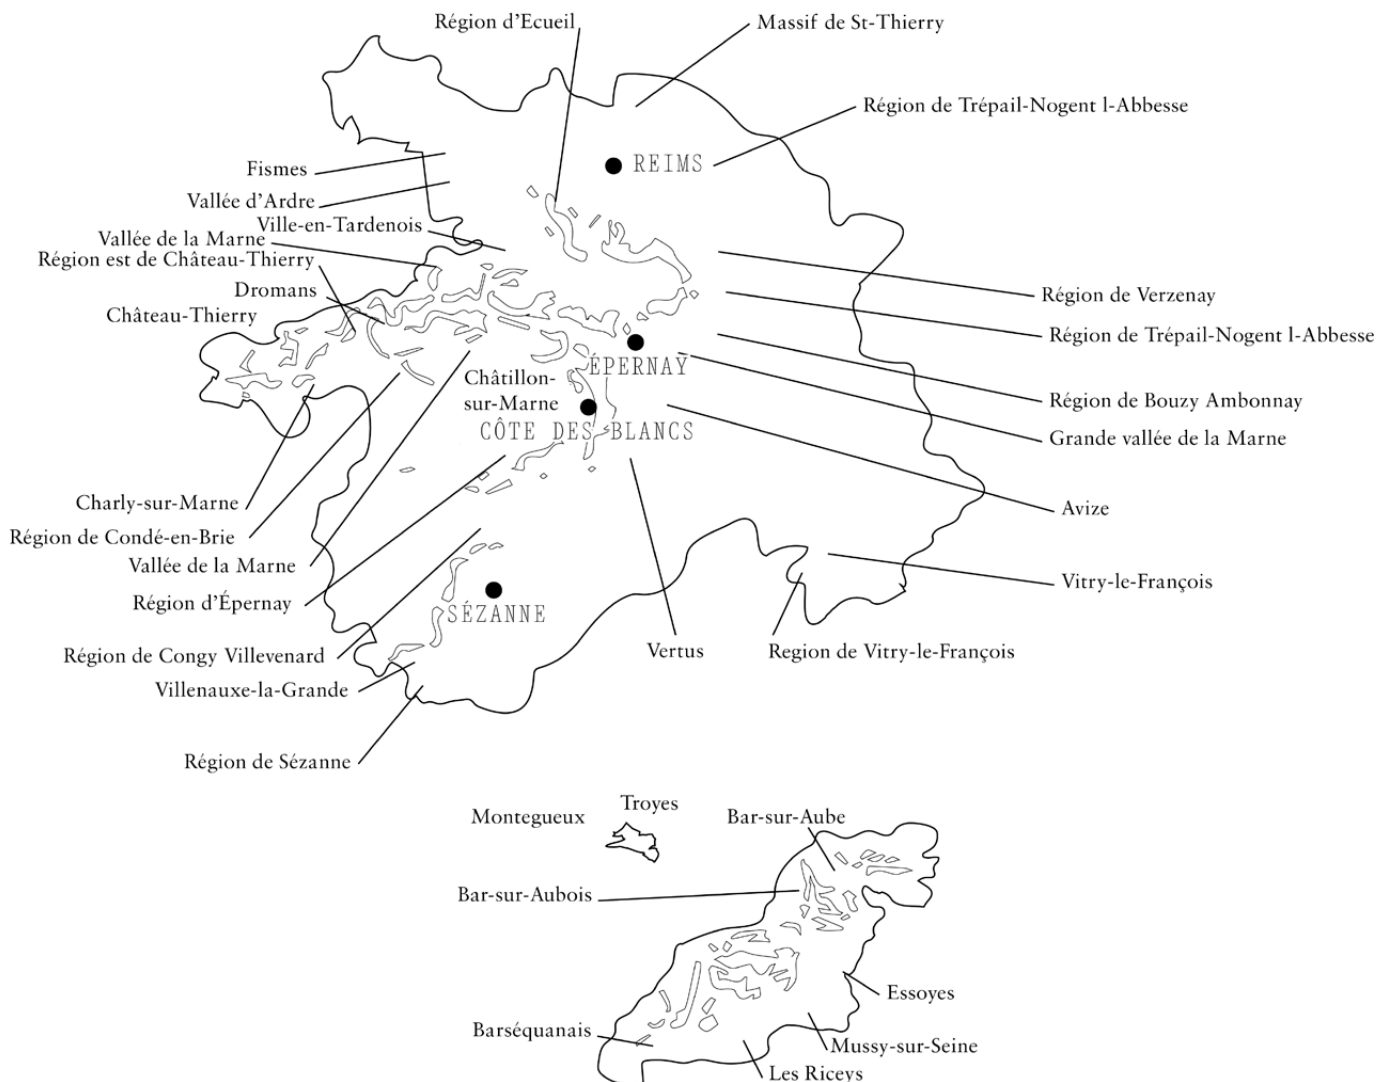 Région d'Ecueil
Massif de St-Thierry
Région de Trépail-Nogent l-Abbesse
REIMS
Fismes
Vallée d'Ardre
Ville-en-Tardenois
Vallée de la Marne
Région est de Château-Thierry
Dromans
Château-Thierry
Région de Verzenay
Région de Trépail-Nogent l-Abbesse
ÉPERNAY
Châtillon-
sur-Marne
CÔTE DES BLANCS
Région de Bouzy Ambonnay
Grande vallée de la Marne
Avize
Charly-sur-Marne
Région de Condé-en-Brie
Vallée de la Marne
Région d'Épernay
Vitry-le-François
SÉZANNE
Région de Congy Villevenard
Vertus
Region de Vitry-le-François
Villenauxe-la-Grande
Région de Sézanne
Troyes
Montegueux
Bar-sur-Aube
Bar-sur-Aubois
Essoyes
Barséquanais
Mussy-sur-Seine
Les Riceys